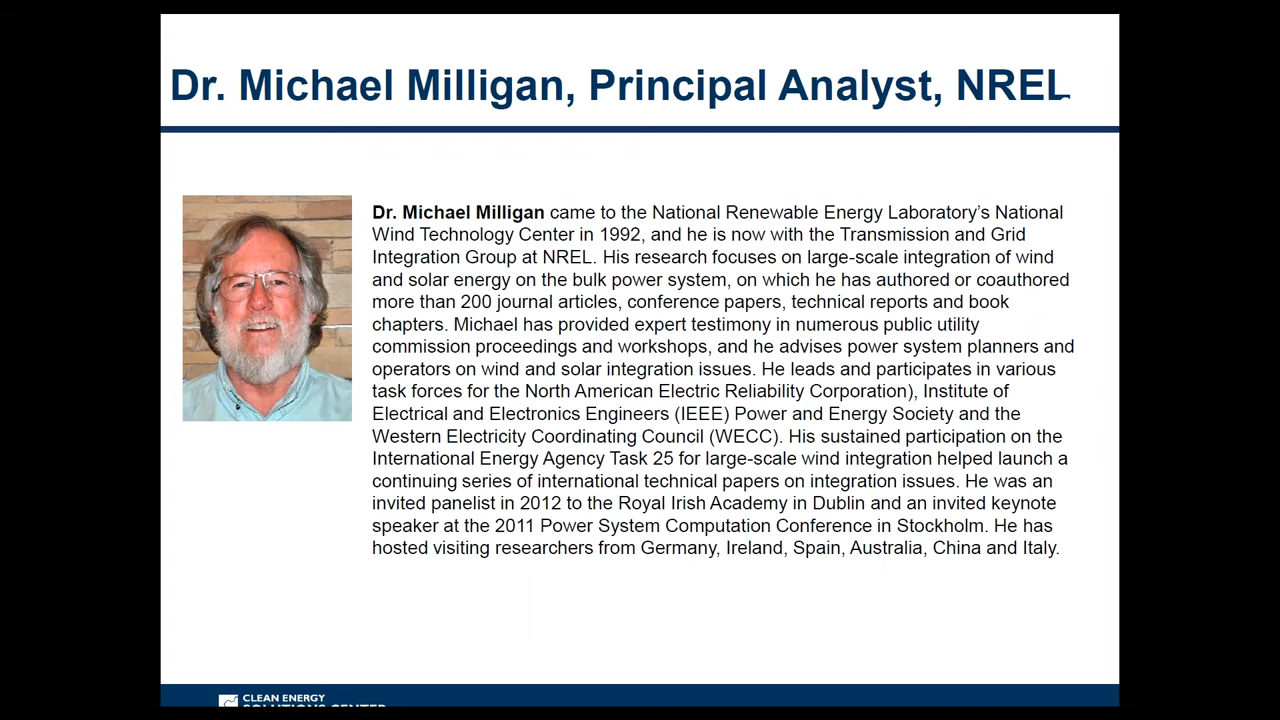 Dr. Michael Milligan, Principal Analyst, NREL
Dr. Michael Milligan came to the National Renewable Energy Laboratory’s National
Wind Technology Center in 1992, and he is now with the Transmission and Grid
Integration Group at NREL. His research focuses on large-scale integration of wind
and solar energy on the bulk power system, on which he has authored or coauthored
more than 200 journal articles, conference papers, technical reports and book
chapters. Michael has provided expert testimony in numerous public utility
commission proceedings and workshops, and he advises power system planners and
operators on wind and solar integration issues. He leads and participates in various
task forces for the North American Electric Reliability Corporation), Institute of
Electrical and Electronics Engineers (IEEE) Power and Energy Society and the
Western Electricity Coordinating Council (WECC). His sustained participation on the
International Energy Agency Task 25 for large-scale wind integration helped launch a
continuing series of international technical papers on integration issues. He was an
invited panelist in 2012 to the Royal Irish Academy in Dublin and an invited keynote
speaker at the 2011 Power System Computation Conference in Stockholm. He has
hosted visiting researchers from Germany, Ireland, Spain, Australia, China and Italy.
CLEAN ENERGY
SOLUTIONS CENTER